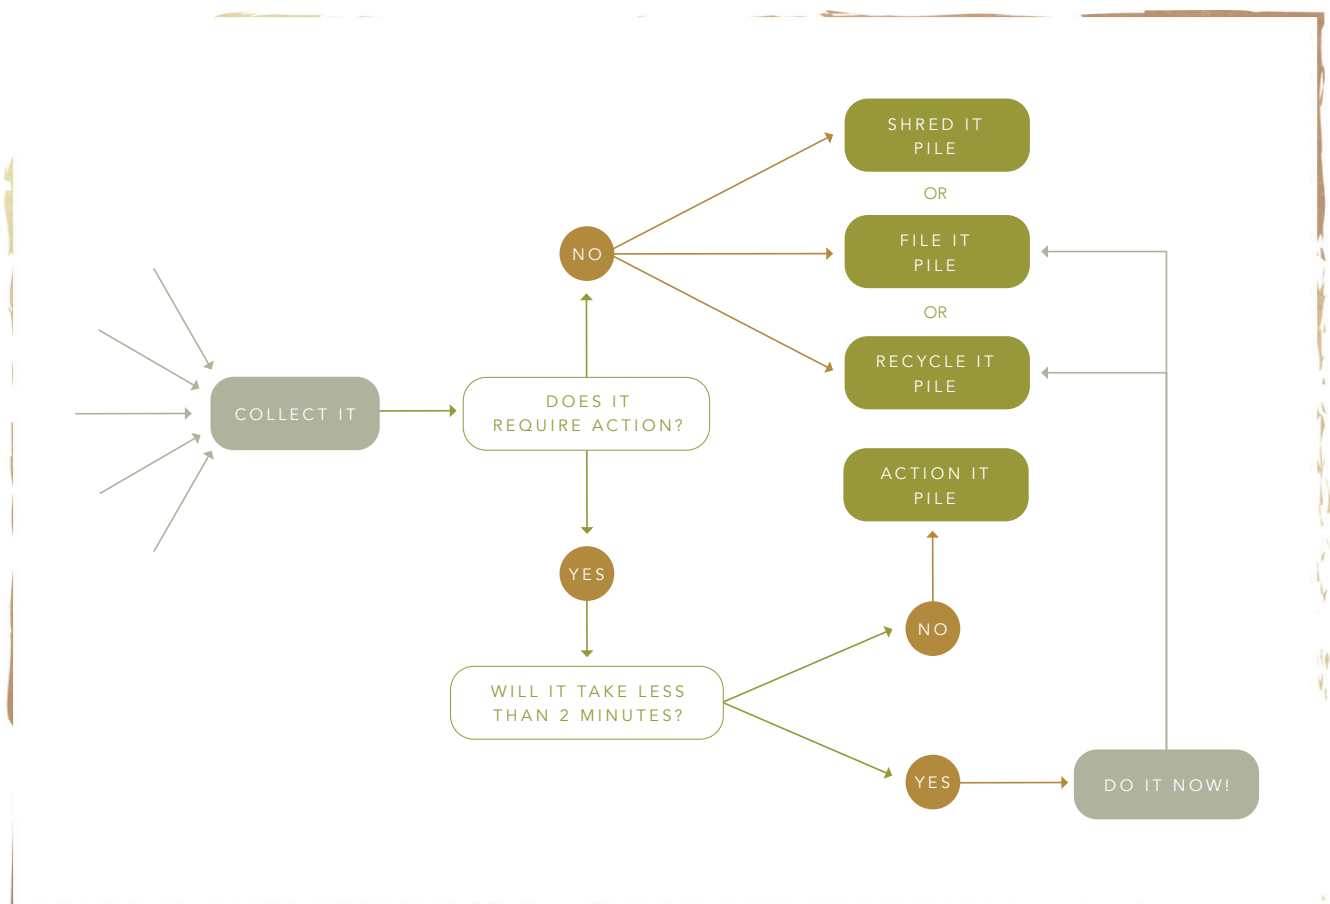 SHRED IT
PILE
OR
NO
FILE IT
PILE
OR
RECYCLE IT
PILE
COLLECT IT
DOES IT
REQUIRE ACTION?
ACTION IT
PILE
YES
NO
WILL IT TAKE LESS
THAN 2 MINUTES?
YES
DO IT NOW!